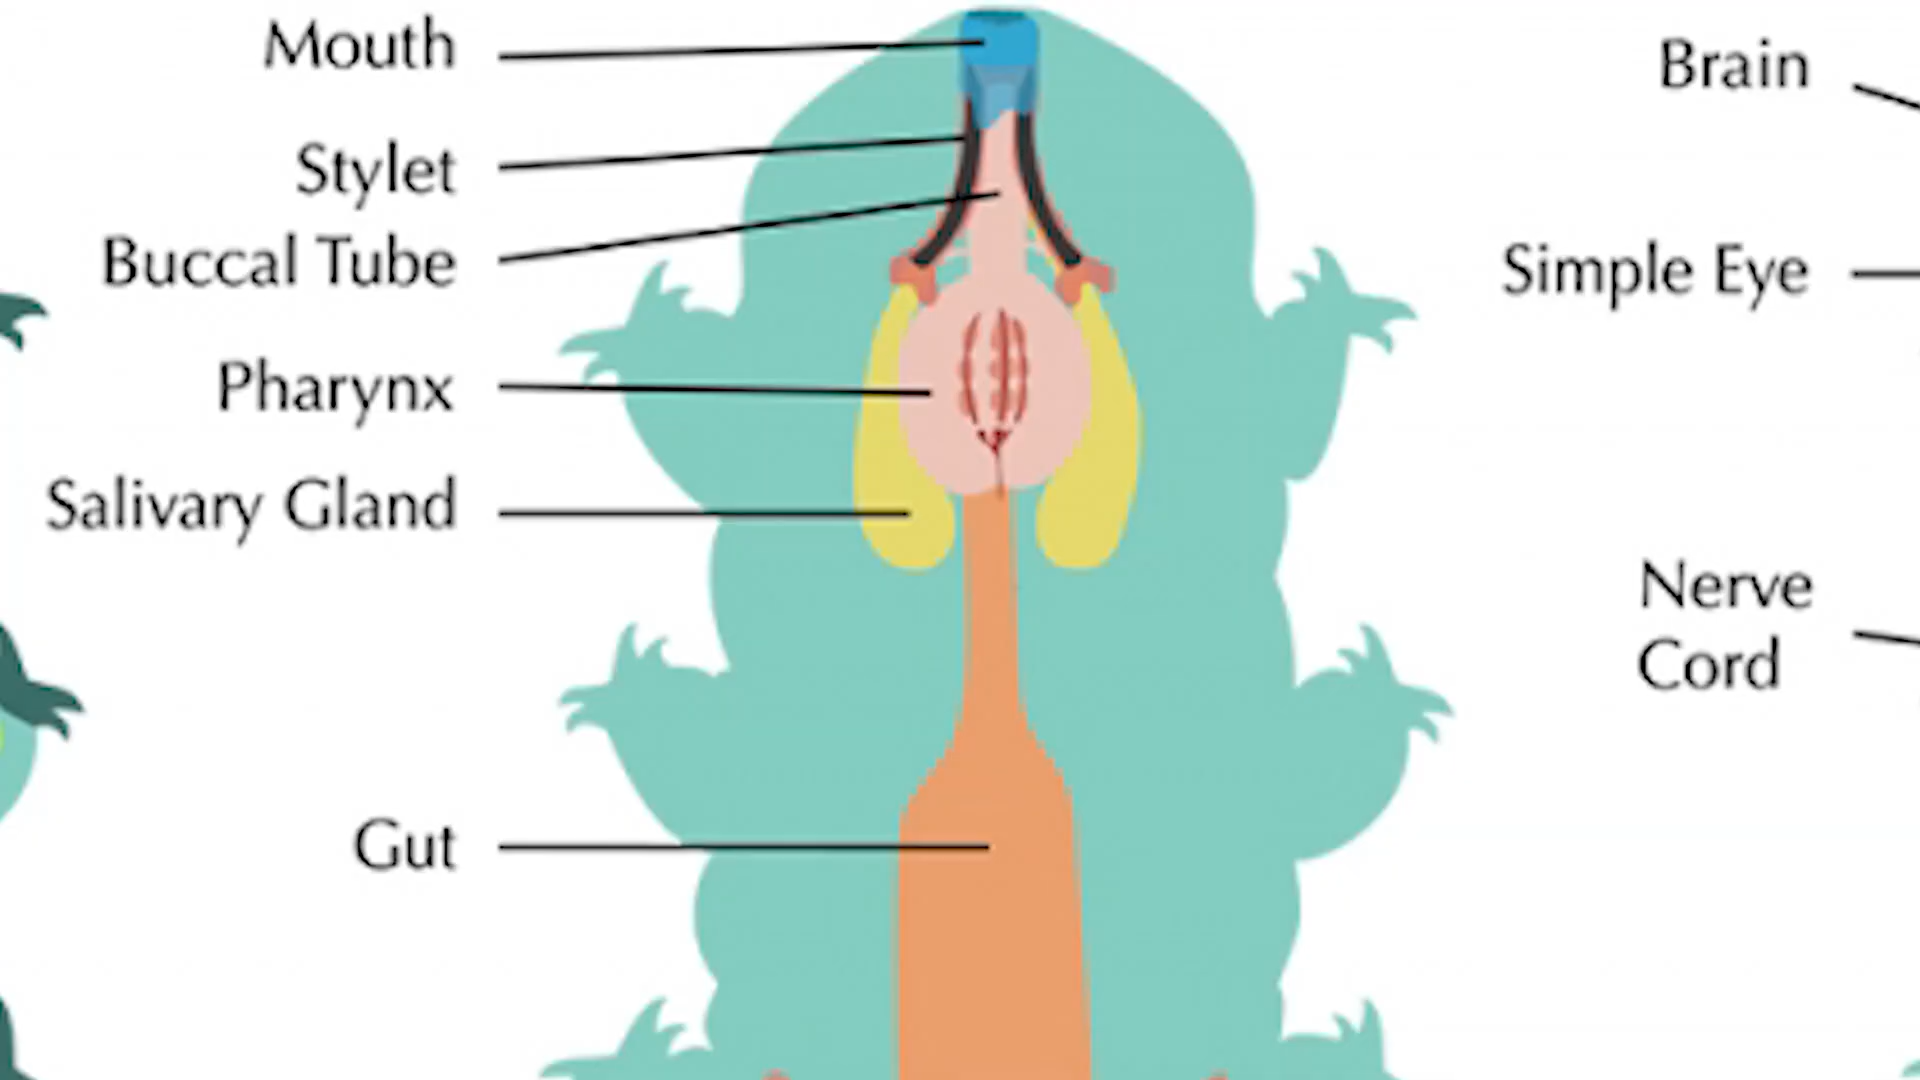 Mouth
Stylet
Buccal Tube
Pharynx
Salivary Gland
Gut
Brain
Simple Eye
Nerve
Cord